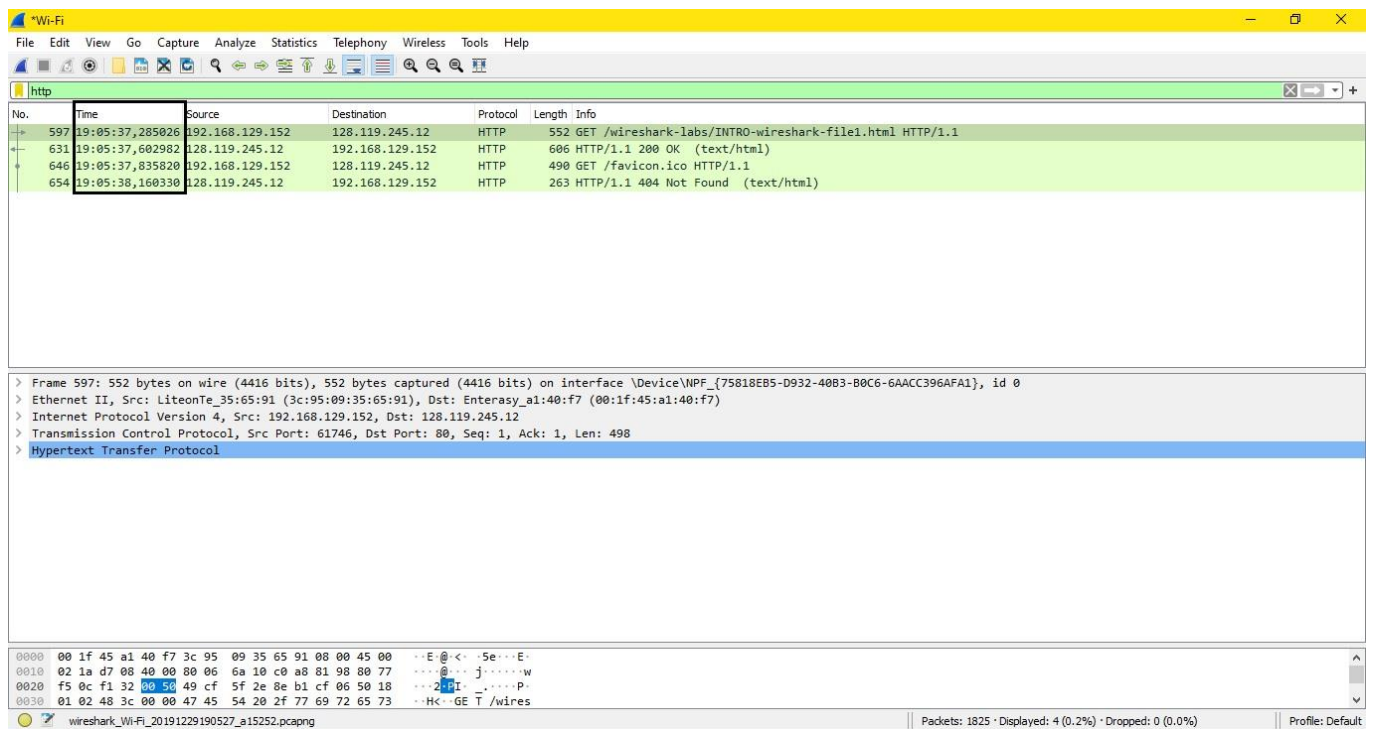 *Wi-Fi
File Edit View Go Capture Analyze Statistics Telephony Wireless Tools Help
http
No. Time Source Destination Protocol Length Info
597 19:05:37,285026 192.168.129.152 128.119.245.12 HTTP 552 GET /wireshark-labs/INTRO-wireshark-file1.html HTTP/1.1
631 19:05:37,602982 128.119.245.12 192.168.129.152 HTTP 606 HTTP/1.1 200 OK (text/html)
646 19:05:37,835820 192.168.129.152 128.119.245.12 HTTP 490 GET /favicon.ico HTTP/1.1
654 19:05:38,160330 128.119.245.12 192.168.129.152 HTTP 263 HTTP/1.1 404 Not Found (text/html)
> Frame 597: 552 bytes on wire (4416 bits), 552 bytes captured (4416 bits) on interface \Device\NPF_{75818EB5-D932-40B3-B0C6-6AACC396AFA1}, id 0
> Ethernet II, Src: LiteonTe_35:65:91 (3c:95:09:35:65:91), Dst: Enterasy_a1:40:f7 (00:1f:45:a1:40:f7)
> Internet Protocol Version 4, Src: 192.168.129.152, Dst: 128.119.245.12
> Transmission Control Protocol, Src Port: 61746, Dst Port: 80, Seq: 1, Ack: 1, Len: 498
> Hypertext Transfer Protocol
0000 00 1f 45 a1 40 f7 3c 95 09 35 65 91 08 00 45 00 ··E·@·<· ·5e···E·
0010 02 1a d7 08 40 00 80 06 6a 10 c0 a8 81 98 80 77 ····@··· j······w
0020 f5 0c f1 32 00 50 49 cf 5f 2e 8e b1 cf 06 50 18 ···2·PI· _.····P·
0030 01 02 48 3c 00 00 47 45 54 20 2f 77 69 72 65 73 ··H<··GE T /wires
wireshark_Wi-Fi_20191229190527_a15252.pcapng Packets: 1825 · Displayed: 4 (0.2%) · Dropped: 0 (0.0%) Profile: Default